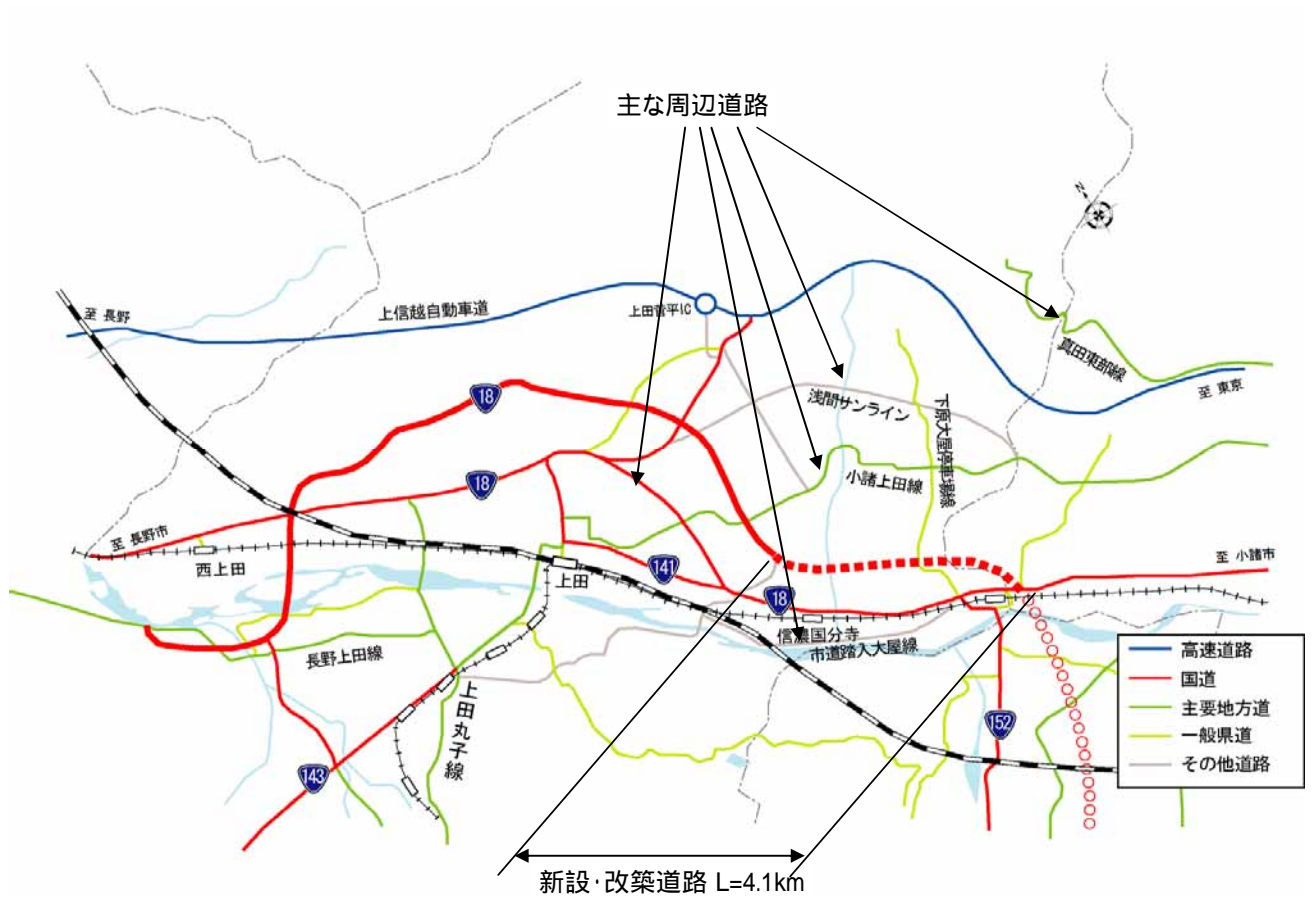 主な周辺道路
N
至 長野
上信越自動車道
上田菅平IC
真田東部線
至 東京
18
浅間サンライン
下原大屋停車場線
18
小諸上田線
至 長野市
西上田
上田
141
18
至 小諸市
信濃国分寺
市道踏入大屋線
長野上田線
上田丸子線
143
152
高速道路
国道
主要地方道
一般県道
その他道路
新設・改築道路 L=4.1km